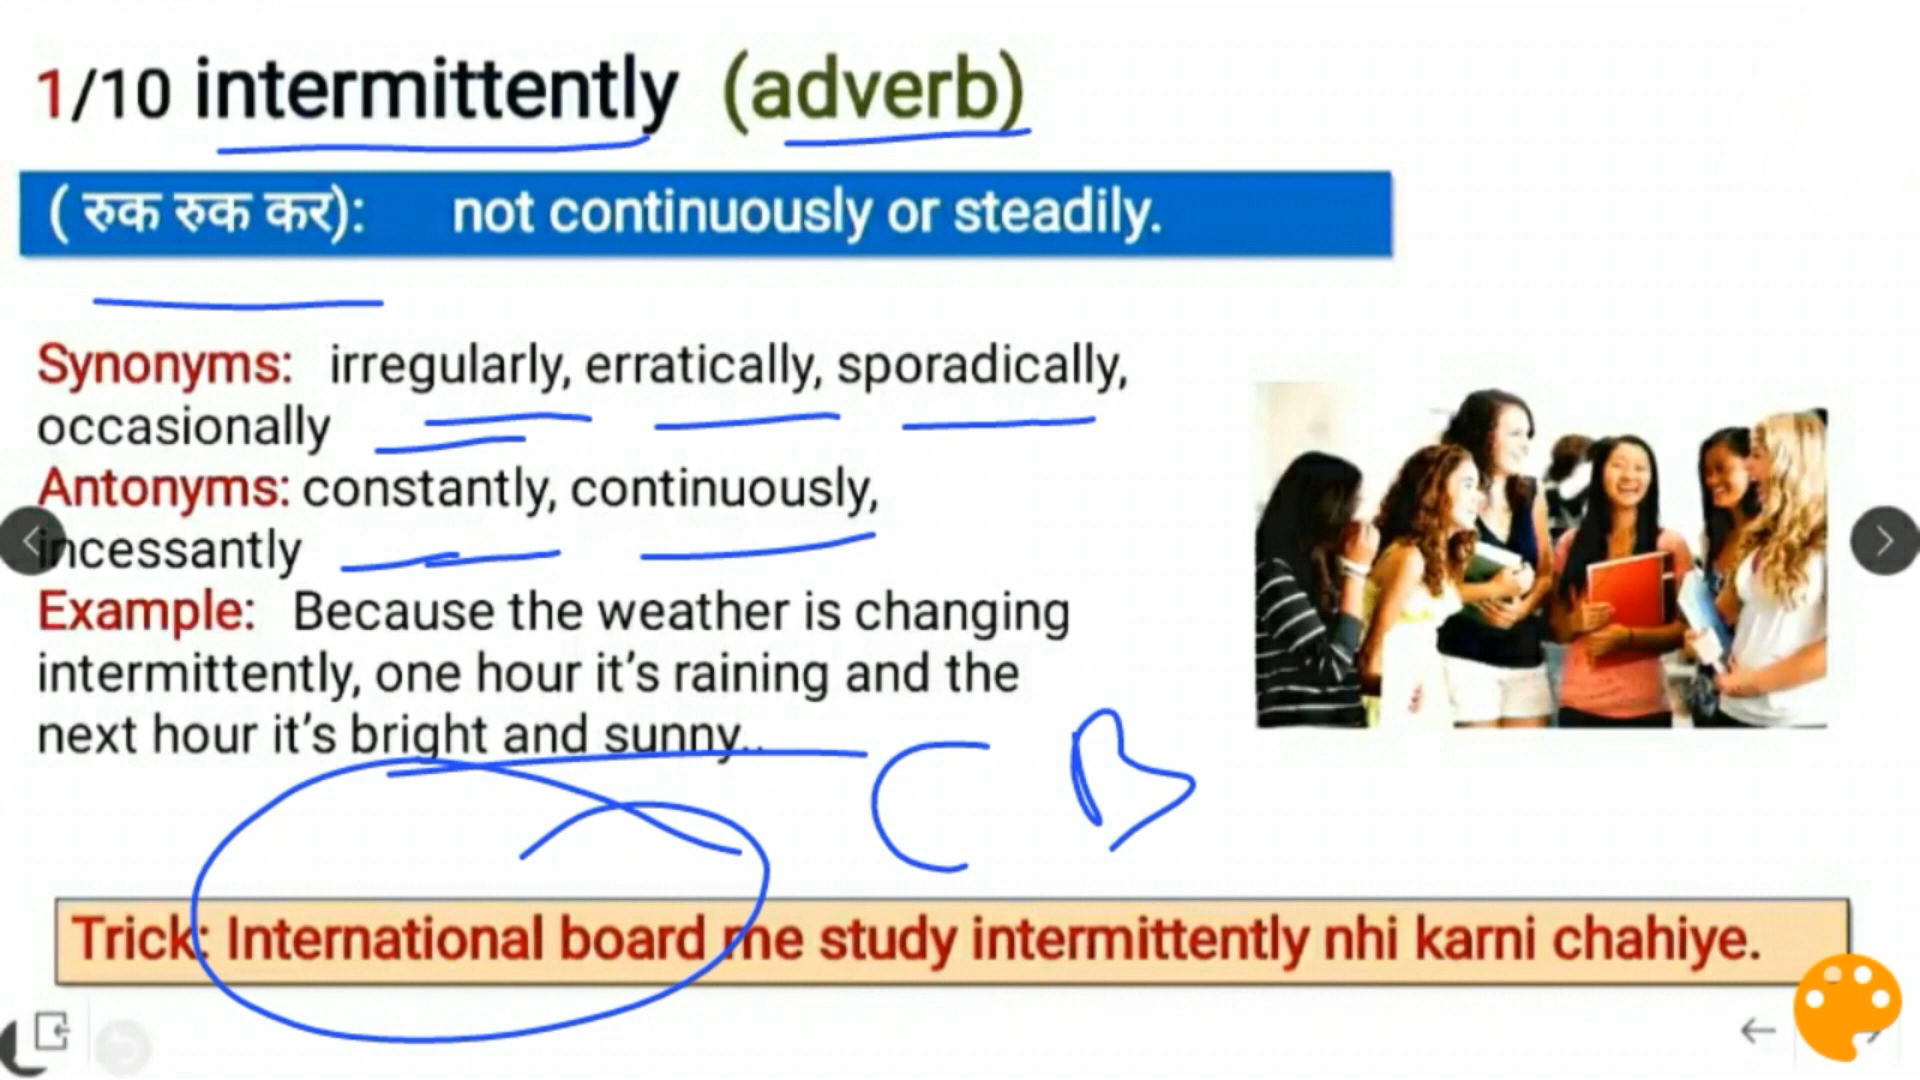 1/10 intermittently (adverb)
( रुक रुक कर): not continuously or steadily.
Synonyms: irregularly, erratically, sporadically,
occasionally
Antonyms: constantly, continuously,
incessantly
Example: Because the weather is changing
intermittently, one hour it's raining and the
next hour it's bright and sunny..
C B
Trick: International board me study intermittently nhi karni chahiye.